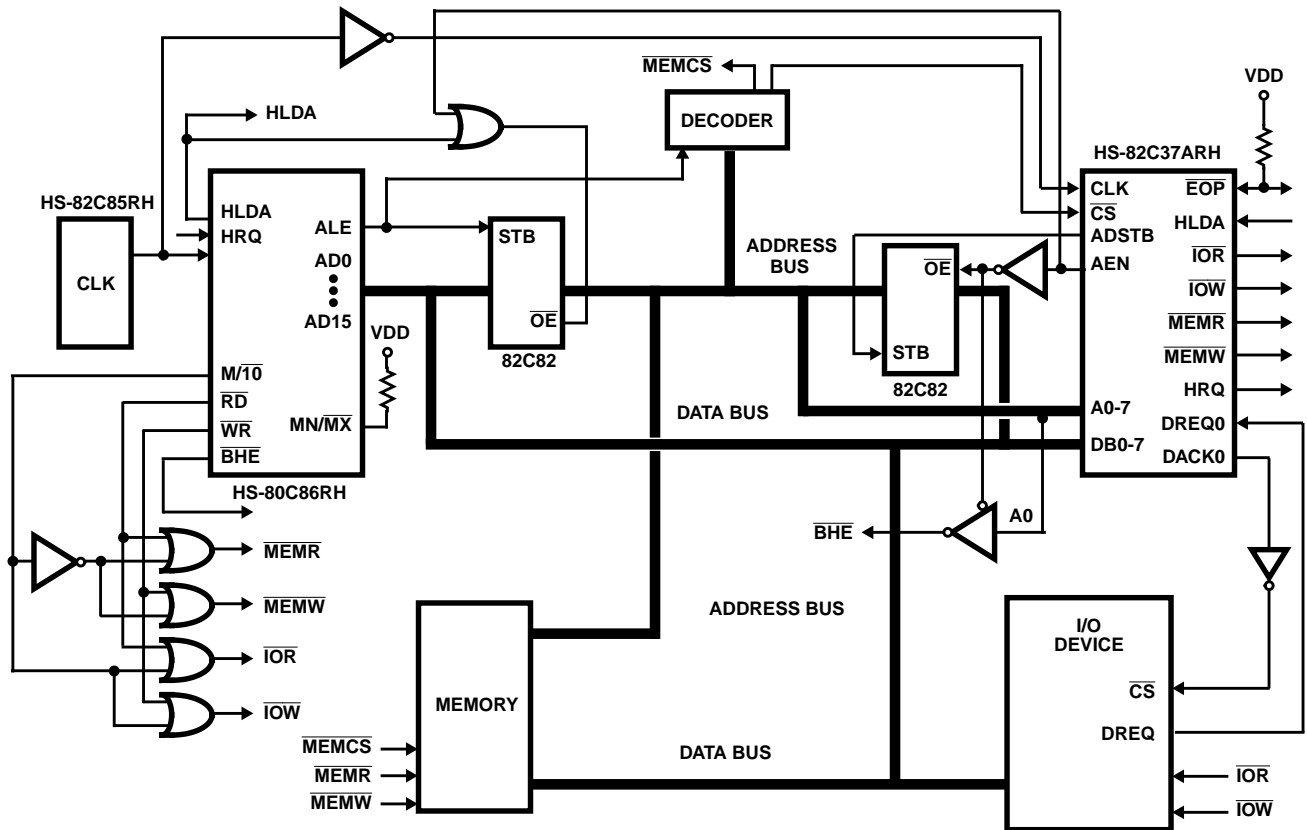 MEMCS
VDD
HLDA
DECODER
HS-82C37ARH
HS-82C85RH
CLK
HLDA
HRQ
ALE
AD0
AD15
VDD
M/10
RD
WR
BHE
MN/MX
HS-80C86RH
STB
OE
82C82
ADDRESS
BUS
OE
STB
82C82
CLK
CS
ADSTB
AEN
A0-7
DB0-7
EOP
HLDA
IOR
IOW
MEMR
MEMW
HRQ
DREQ0
DACK0
DATA BUS
BHE
A0
MEMR
MEMW
IOR
IOW
ADDRESS BUS
MEMORY
MEMCS
MEMR
MEMW
DATA BUS
I/O
DEVICE
CS
DREQ
IOR
IOW